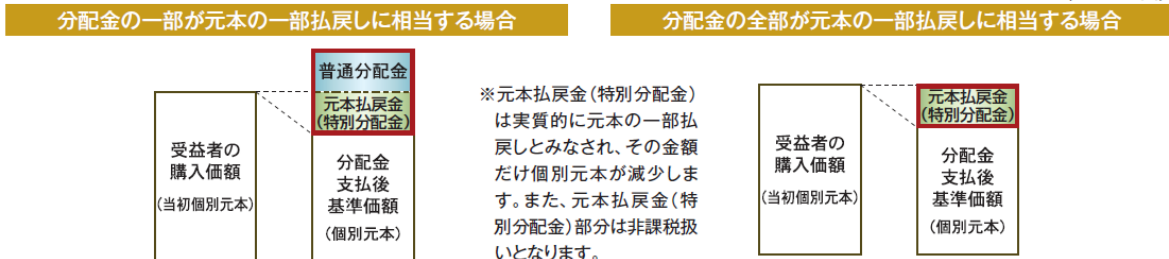 分配金の一部が元本の一部払戻しに相当する場合
普通分配金
元本払戻金
(特別分配金)
受益者の
購入価額
(当初個別元本)
分配金
支払後
基準価額
(個別元本)
※元本払戻金(特別分配金)
は実質的に元本の一部払
戻しとみなされ、その金額
だけ個別元本が減少しま
す。また、元本払戻金(特
別分配金)部分は非課税扱
いとなります。
分配金の全部が元本の一部払戻しに相当する場合
元本払戻金
(特別分配金)
受益者の
購入価額
(当初個別元本)
分配金
支払後
基準価額
(個別元本)